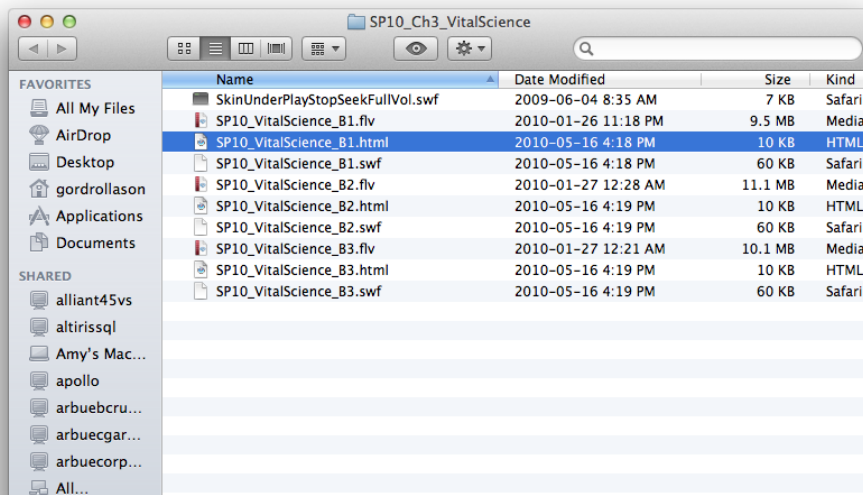 SP10_Ch3_VitalScience
Name Date Modified Size Kind
SkinUnderPlayStopSeekFullVol.swf 2009-06-04 8:35 AM 7 KB Safari
SP10_VitalScience_B1.flv 2010-01-26 11:18 PM 9.5 MB Media
SP10_VitalScience_B1.html 2010-05-16 4:18 PM 10 KB HTML
SP10_VitalScience_B1.swf 2010-05-16 4:18 PM 60 KB Safari
SP10_VitalScience_B2.flv 2010-01-27 12:28 AM 11.1 MB Media
SP10_VitalScience_B2.html 2010-05-16 4:19 PM 10 KB HTML
SP10_VitalScience_B2.swf 2010-05-16 4:19 PM 60 KB Safari
SP10_VitalScience_B3.flv 2010-01-27 12:21 AM 10.1 MB Media
SP10_VitalScience_B3.html 2010-05-16 4:19 PM 10 KB HTML
SP10_VitalScience_B3.swf 2010-05-16 4:19 PM 60 KB Safari
FAVORITES
All My Files
AirDrop
Desktop
gordrollason
Applications
Documents
SHARED
alliant45vs
altirissql
Amy's Mac...
apollo
arbuebcru...
arbuecgar...
arbuecorp...
All...